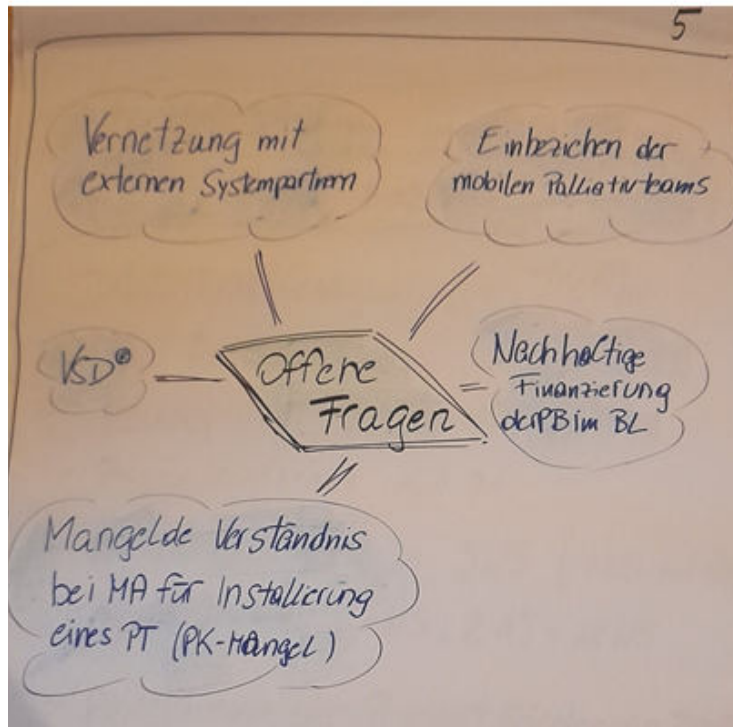 5
Vernetzung mit
externen Systempartnern
Einbeziehen der
mobilen Palliativteams
VSD®
Offene
Fragen
Nachhaltige
Finanzierung
der PB im BL
Mangelde Verständnis
bei MA für Installierung
eines PT (PK-Mangel)